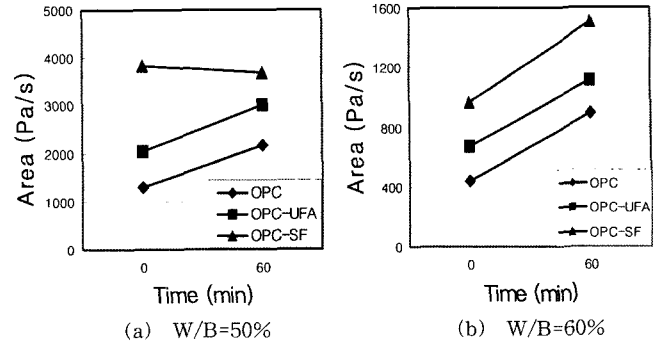 5000
4000
3000
2000
1000
0
Area (Pa/s)
0 60
Time (min)
OPC
OPC-UFA
OPC-SF
(a) W/B=50%
1600
1200
800
400
0
Area (Pa/s)
0 60
Time (min)
OPC
OPC-UFA
OPC-SF
(b) W/B=60%